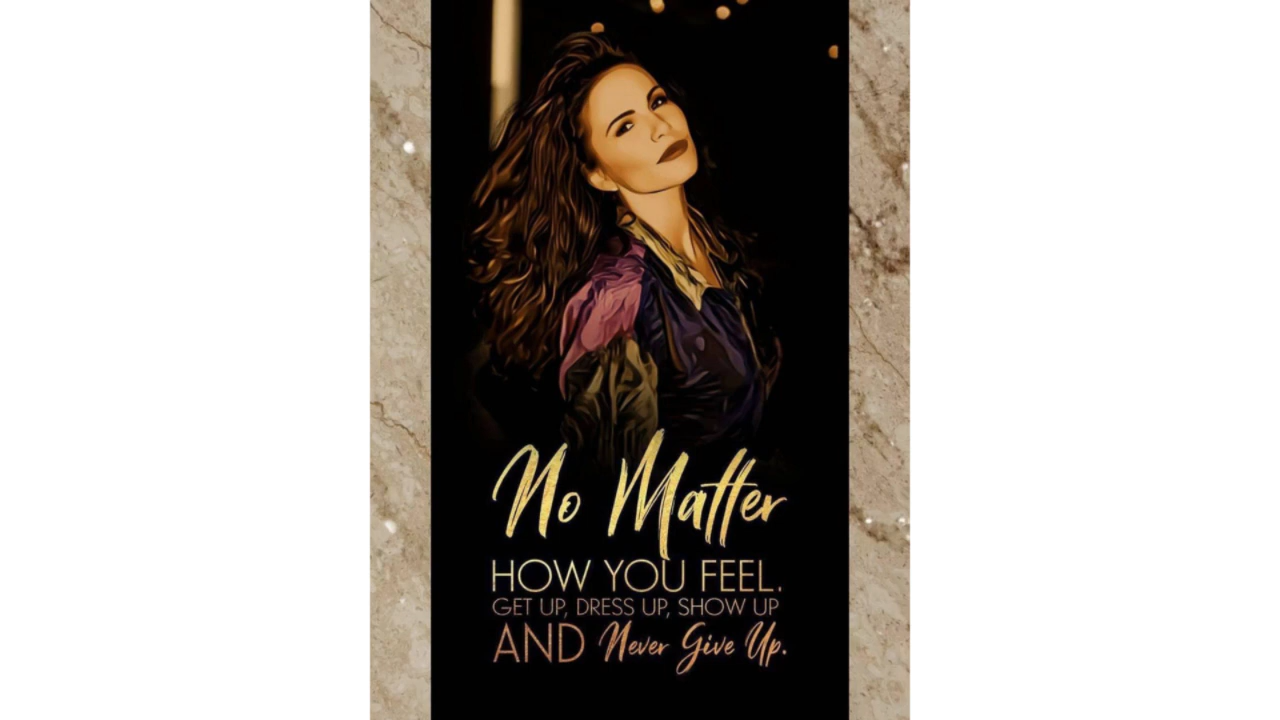 No Matter
HOW YOU FEEL.
GET UP, DRESS UP, SHOW UP
AND Never Give Up.